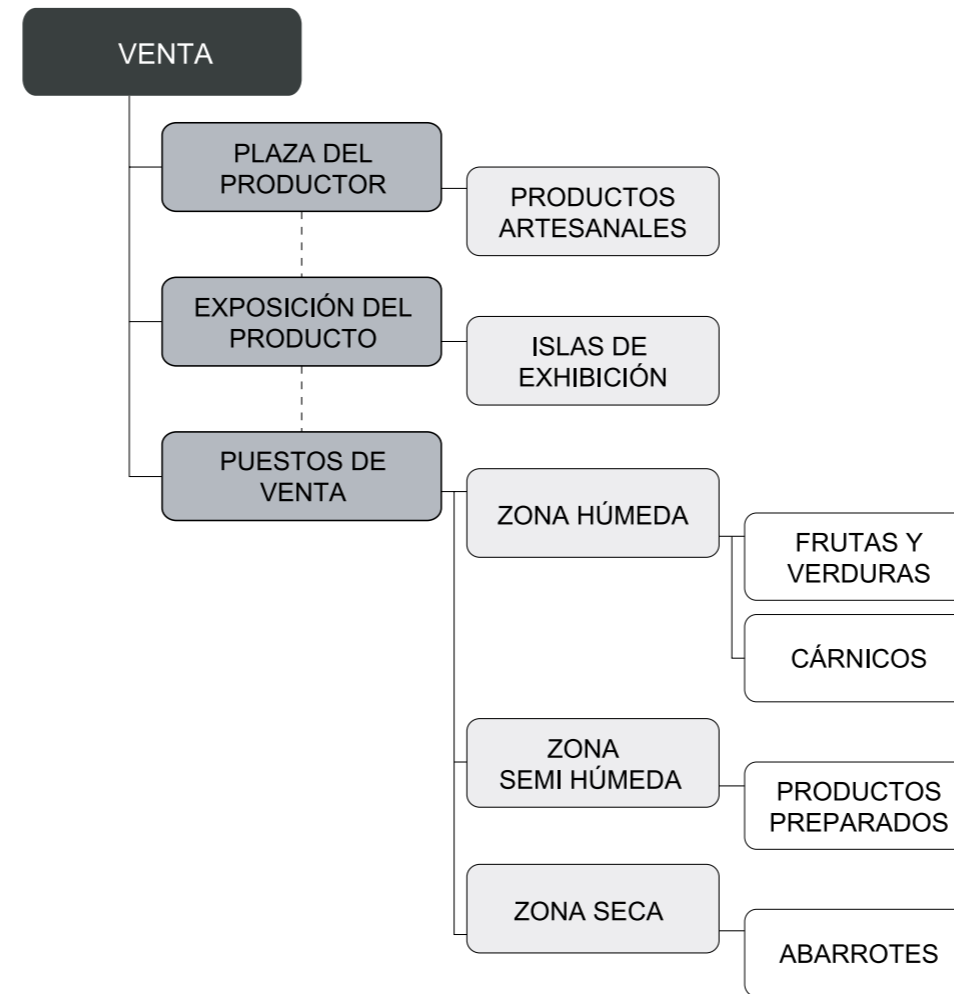 VENTA
PLAZA DEL
PRODUCTOR
PRODUCTOS
ARTESANALES
EXPOSICIÓN DEL
PRODUCTO
ISLAS DE
EXHIBICIÓN
PUESTOS DE
VENTA
ZONA HÚMEDA
FRUTAS Y
VERDURAS
CÁRNICOS
ZONA
SEMI HÚMEDA
PRODUCTOS
PREPARADOS
ZONA SECA
ABARROTES